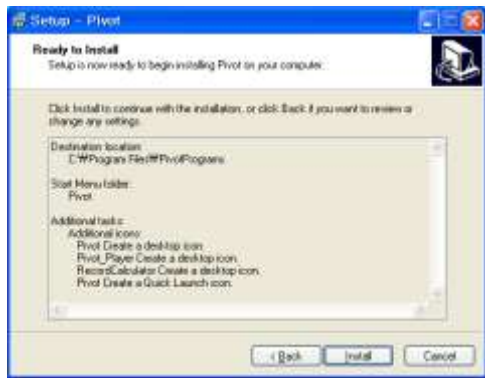 Setup - Pivot
Ready to Install
Setup is now ready to begin installing Pivot on your computer.
Click Install to continue with the installation, or click Back if you want to review or
change any settings.
Destination location:
C:₩Program Files₩PivotPrograms
Start Menu folder:
Pivot
Additional tasks:
Additional icons:
Pivot Create a desktop icon
Pivot_Player Create a desktop icon
RecordCalculator Create a desktop icon
Pivot Create a Quick Launch icon
< Back
Install
Cancel